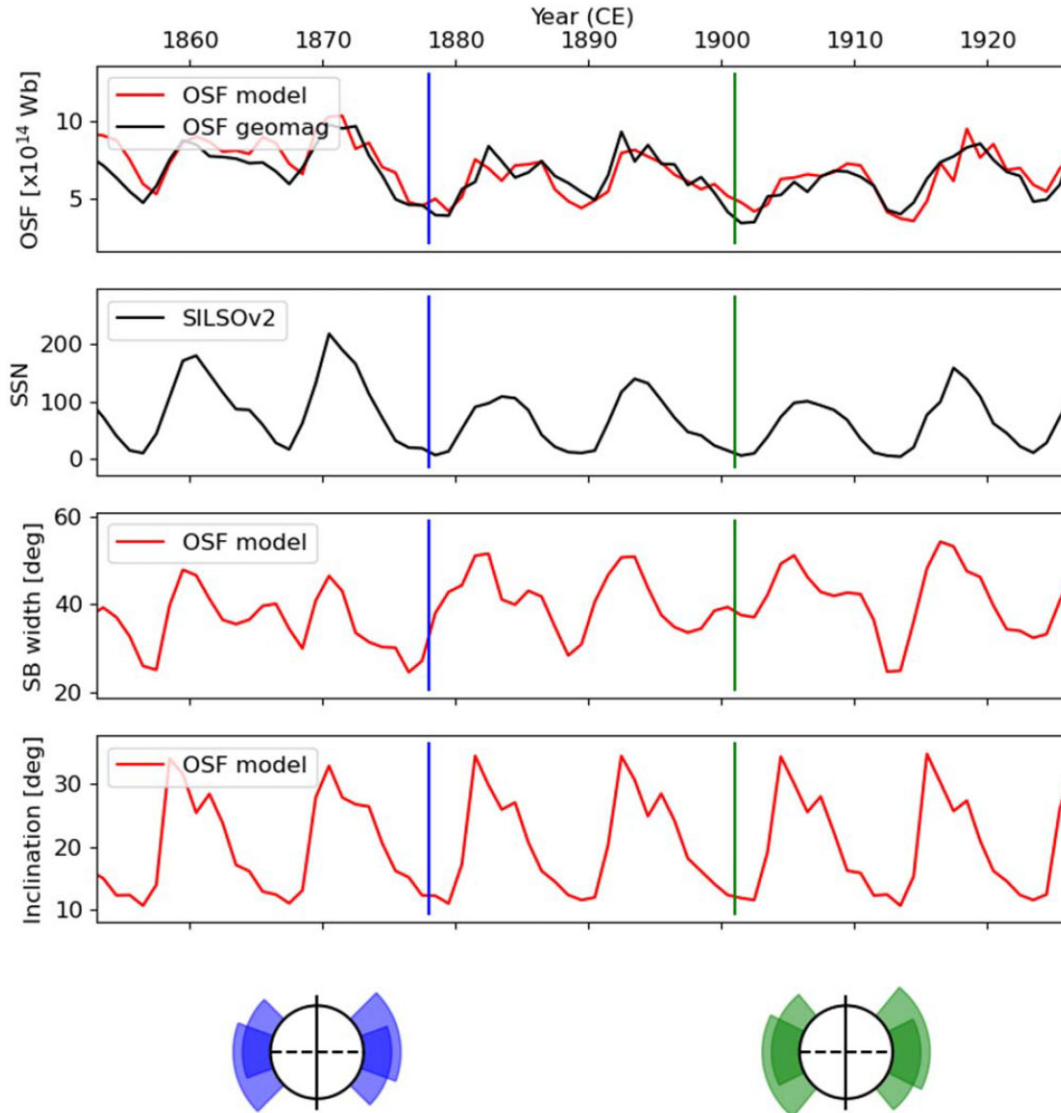 Year (CE)
1860 1870 1880 1890 1900 1910 1920
OSF [x10¹⁴ Wb]
10
5
OSF model
OSF geomag
SSN
200
100
0
SILSOv2
SB width [deg]
60
40
20
OSF model
Inclination [deg]
30
20
10
OSF model